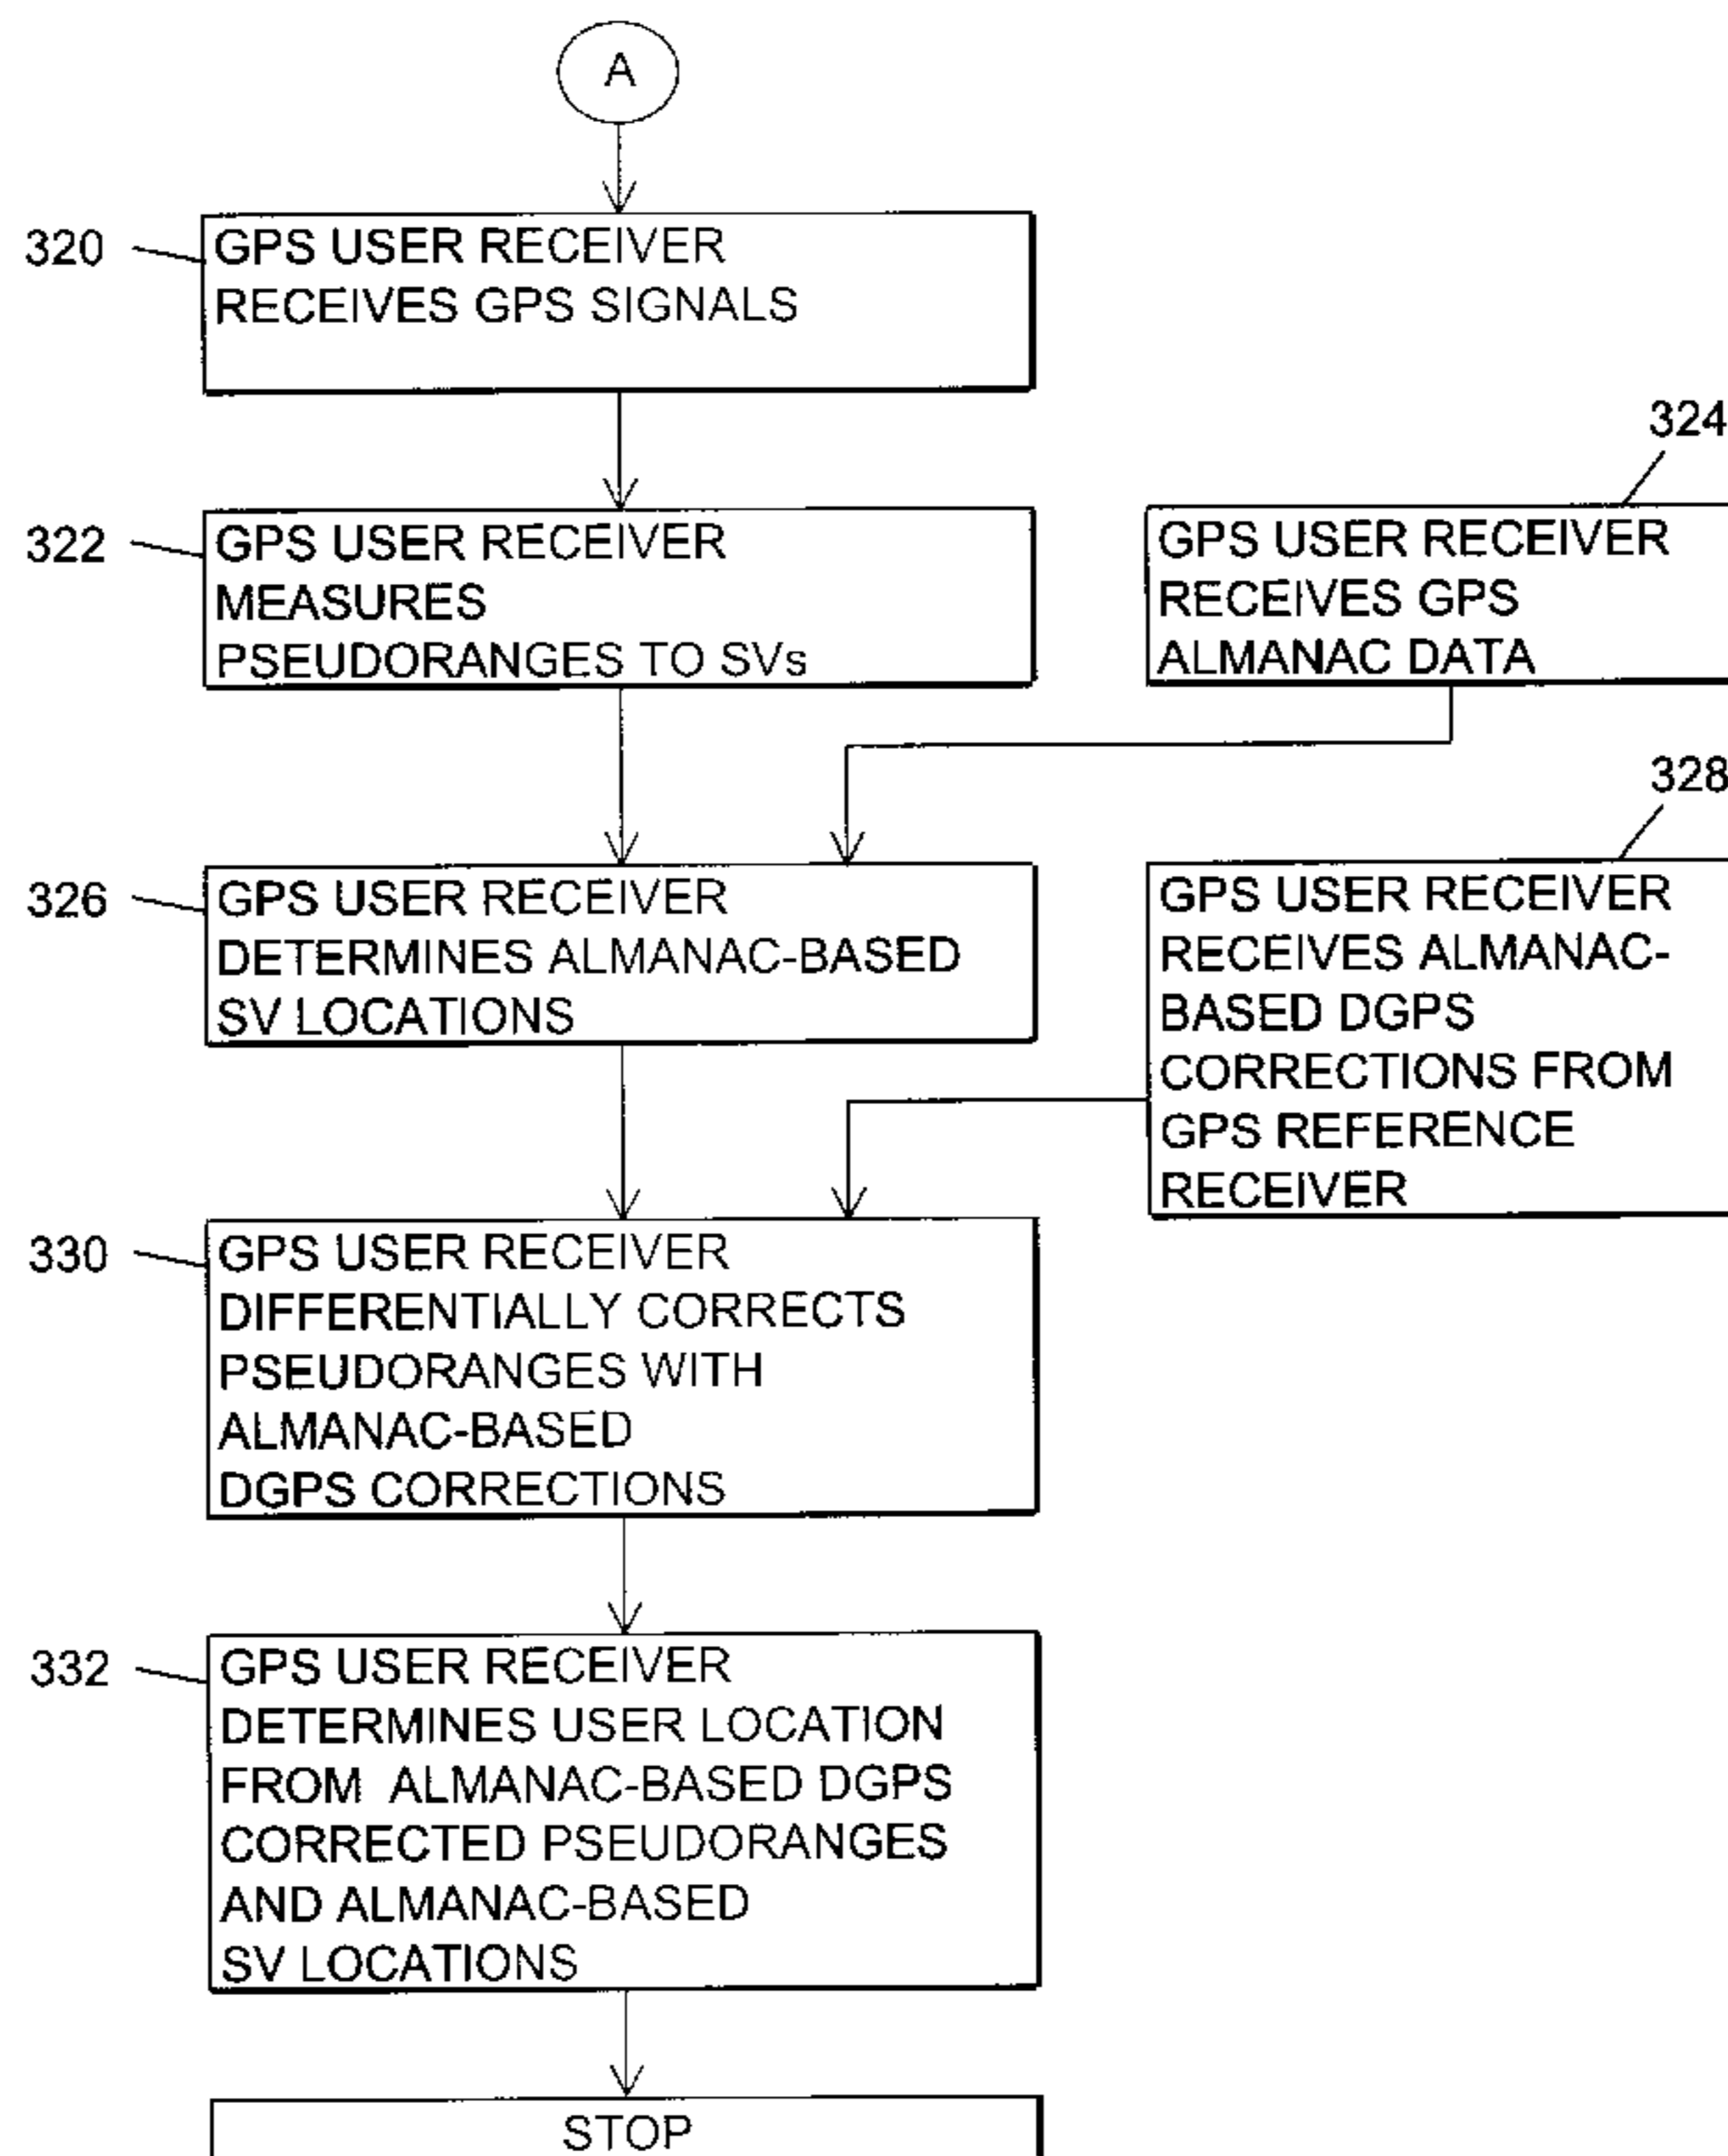 A
320
GPS USER RECEIVER
RECEIVES GPS SIGNALS
322
GPS USER RECEIVER
MEASURES
PSEUDORANGES TO SVs
324
GPS USER RECEIVER
RECEIVES GPS
ALMANAC DATA
326
GPS USER RECEIVER
DETERMINES ALMANAC-BASED
SV LOCATIONS
328
GPS USER RECEIVER
RECEIVES ALMANAC-
BASED DGPS
CORRECTIONS FROM
GPS REFERENCE
RECEIVER
330
GPS USER RECEIVER
DIFFERENTIALLY CORRECTS
PSEUDORANGES WITH
ALMANAC-BASED
DGPS CORRECTIONS
332
GPS USER RECEIVER
DETERMINES USER LOCATION
FROM ALMANAC-BASED DGPS
CORRECTED PSEUDORANGES
AND ALMANAC-BASED
SV LOCATIONS
STOP